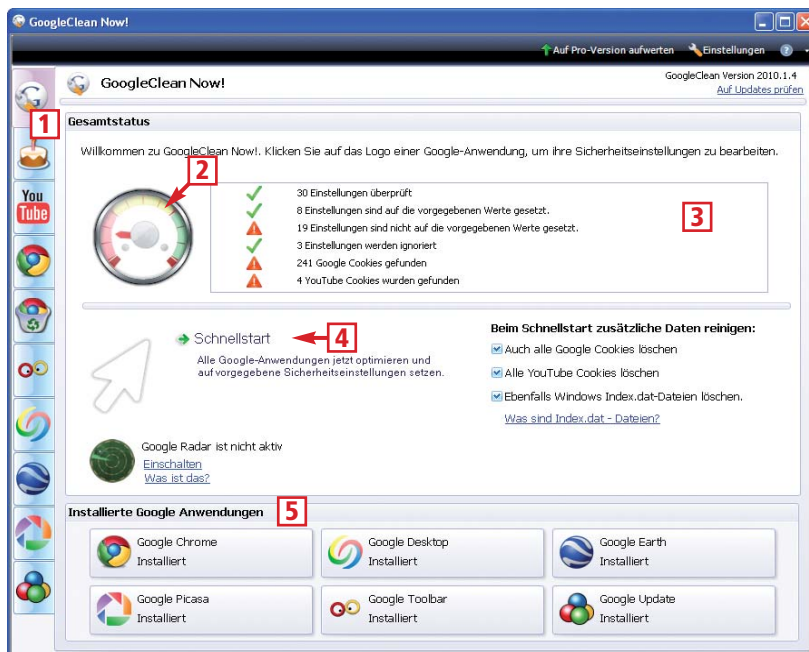 GoogleClean Now!
Auf Pro-Version aufwerten Einstellungen ?
GoogleClean Now!
GoogleClean Version 2010.1.4
Auf Updates prüfen
1
Gesamtstatus
Willkommen zu GoogleClean Now!. Klicken Sie auf das Logo einer Google-Anwendung, um ihre Sicherheitseinstellungen zu bearbeiten.
2
You
Tube
30 Einstellungen überprüft
8 Einstellungen sind auf die vorgegebenen Werte gesetzt.
19 Einstellungen sind nicht auf die vorgegebenen Werte gesetzt.
3 Einstellungen werden ignoriert
241 Google Cookies gefunden
4 YouTube Cookies wurden gefunden
3
Schnellstart
4
Alle Google-Anwendungen jetzt optimieren und
auf vorgegebene Sicherheitseinstellungen setzen.
Beim Schnellstart zusätzliche Daten reinigen:
Auch alle Google Cookies löschen
Alle YouTube Cookies löschen
Ebenfalls Windows Index.dat-Dateien löschen.
Was sind Index.dat - Dateien?
Google Radar ist nicht aktiv
Einschalten
Was ist das?
Installierte Google Anwendungen
5
Google Chrome
Installiert
Google Desktop
Installiert
Google Earth
Installiert
Google Picasa
Installiert
Google Toolbar
Installiert
Google Update
Installiert